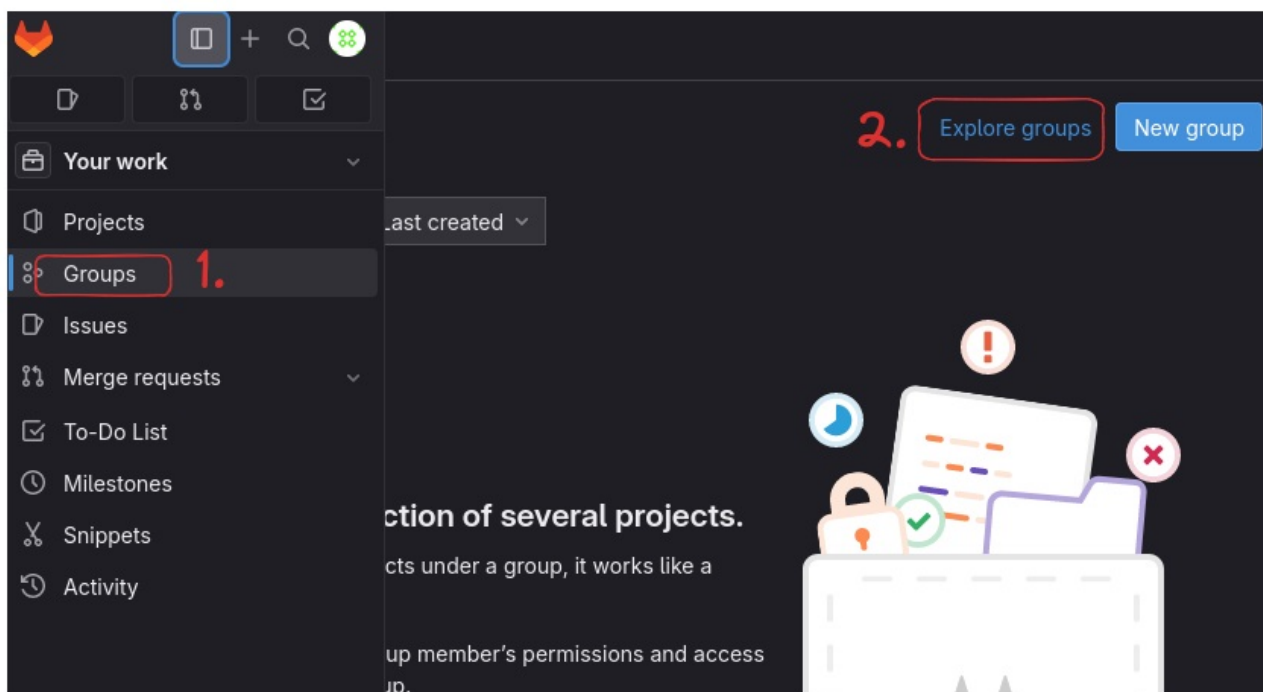 2.
Explore groups
New group
Your work
Projects
Last created
Groups
1.
Issues
Merge requests
To-Do List
Milestones
Snippets
ction of several projects.
cts under a group, it works like a
Activity
up member's permissions and access
up.